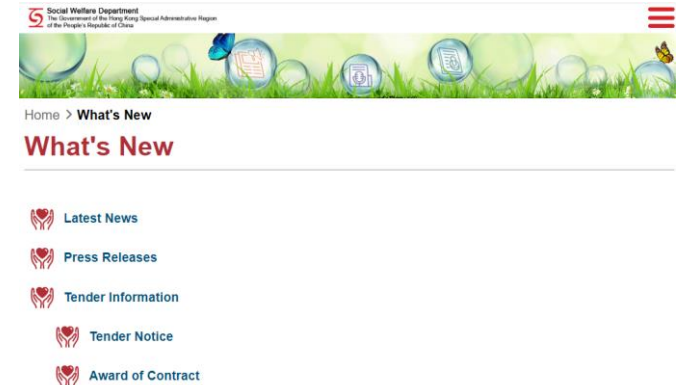 Social Welfare Department
The Government of the Hong Kong Special Administrative Region
of the People's Republic of China
Home > What's New
What's New
Latest News
Press Releases
Tender Information
Tender Notice
Award of Contract